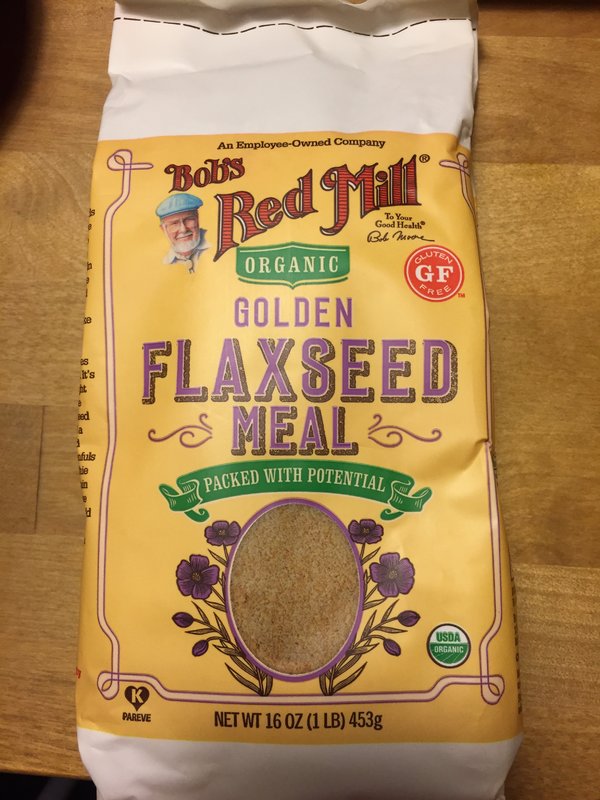 An Employee-Owned Company
Bob's
Red Mill®
To Your
Good Health®
Bob Moore
ORGANIC
GLUTEN
GF
FREE
TM
GOLDEN
FLAXSEED
MEAL
PACKED WITH POTENTIAL
USDA
ORGANIC
K
PAREVE
NET WT 16 OZ (1 LB) 453g